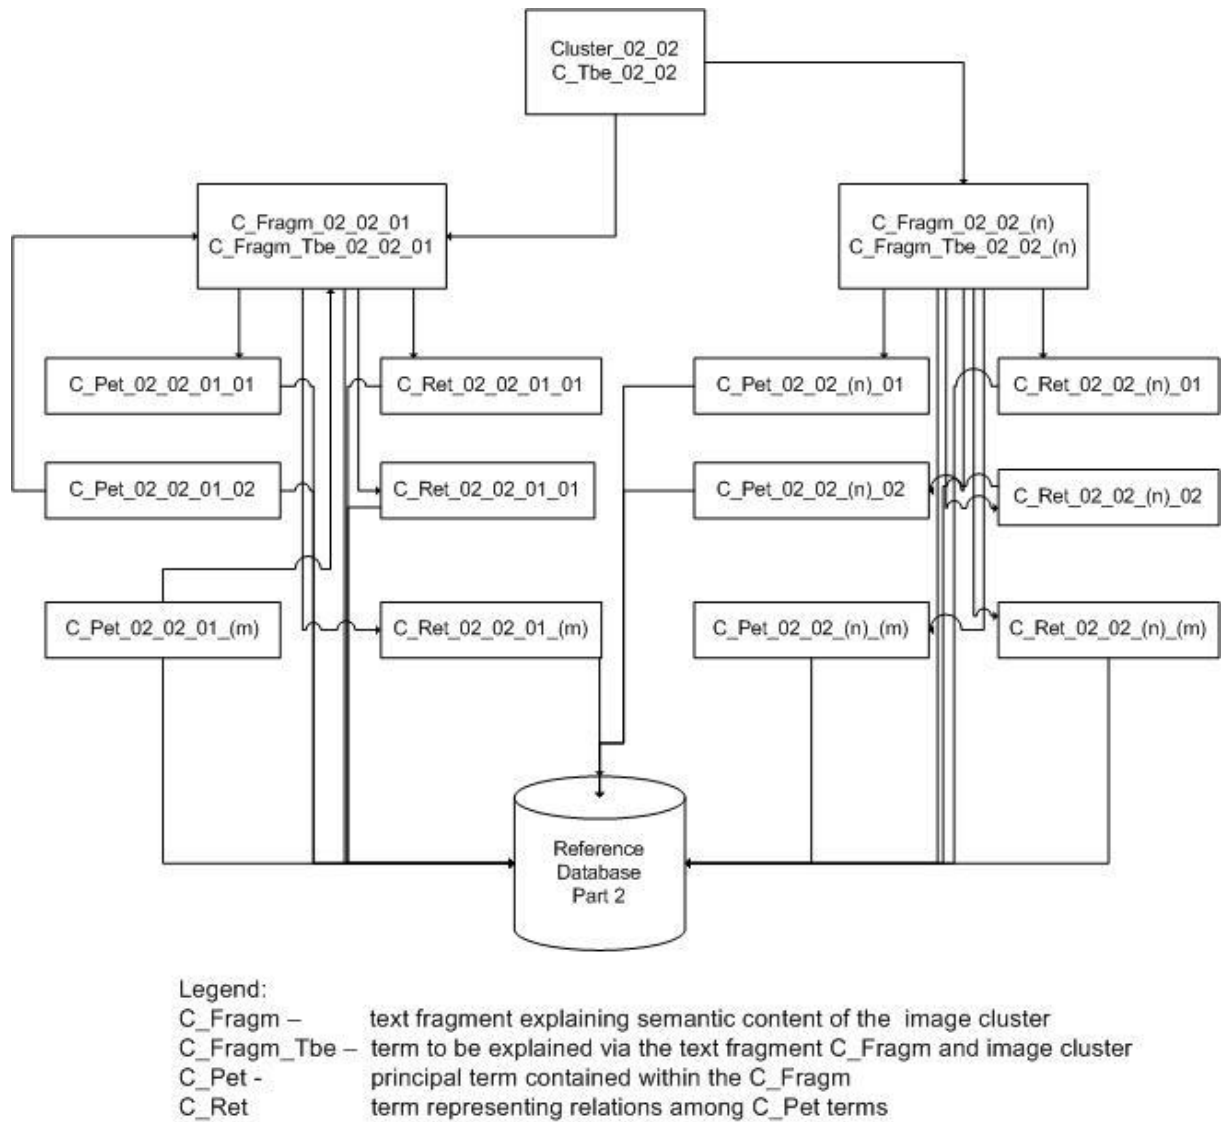 Cluster_02_02
C_Tbe_02_02
C_Fragm_02_02_01
C_Fragm_Tbe_02_02_01
C_Fragm_02_02_(n)
C_Fragm_Tbe_02_02_(n)
C_Pet_02_02_01_01
C_Ret_02_02_01_01
C_Pet_02_02_(n)_01
C_Ret_02_02_(n)_01
C_Pet_02_02_01_02
C_Ret_02_02_01_01
C_Pet_02_02_(n)_02
C_Ret_02_02_(n)_02
C_Pet_02_02_01_(m)
C_Ret_02_02_01_(m)
C_Pet_02_02_(n)_(m)
C_Ret_02_02_(n)_(m)
Reference
Database
Part 2
Legend:
C_Fragm – text fragment explaining semantic content of the image cluster
C_Fragm_Tbe – term to be explained via the text fragment C_Fragm and image cluster
C_Pet - principal term contained within the C_Fragm
C_Ret term representing relations among C_Pet terms